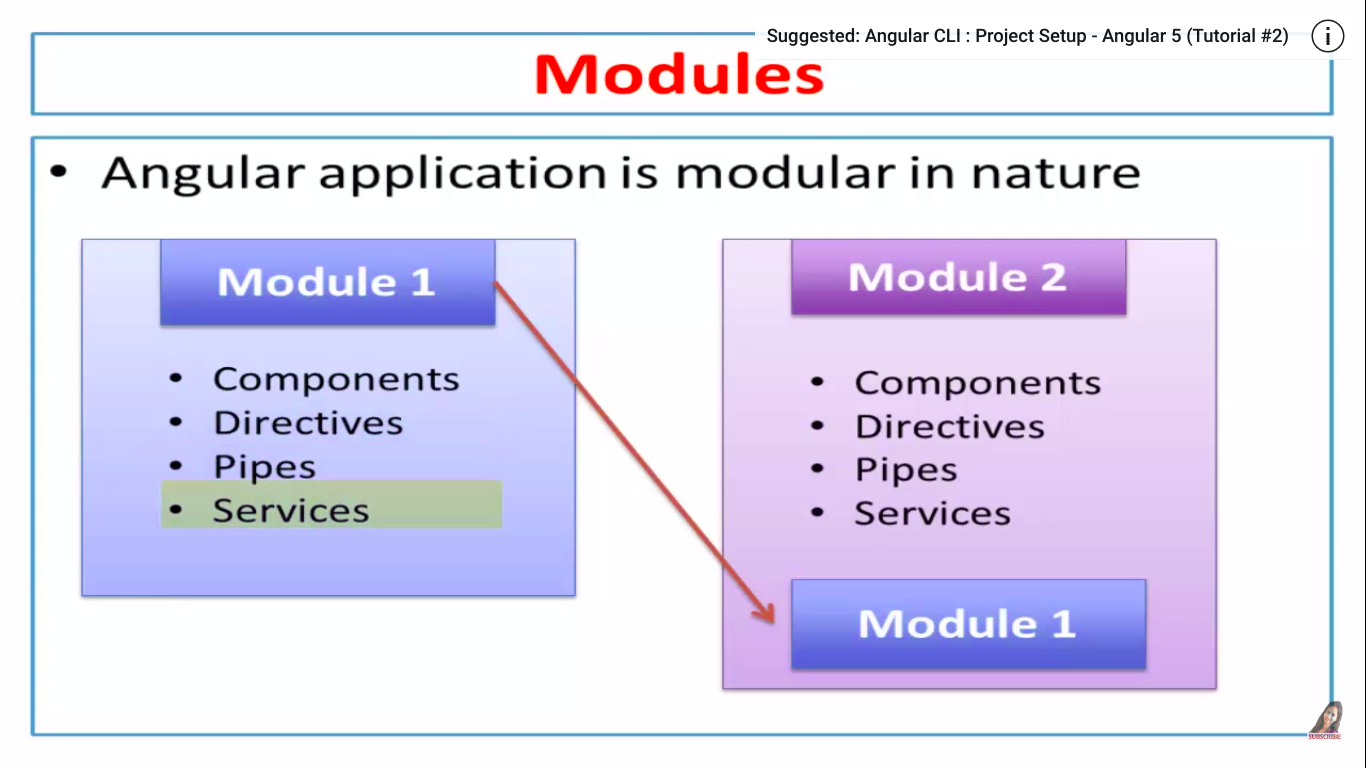 Suggested: Angular CLI : Project Setup - Angular 5 (Tutorial #2)
Modules
• Angular application is modular in nature
Module 1
• Components
• Directives
• Pipes
• Services
Module 2
• Components
• Directives
• Pipes
• Services
Module 1
SUBSCRIBE